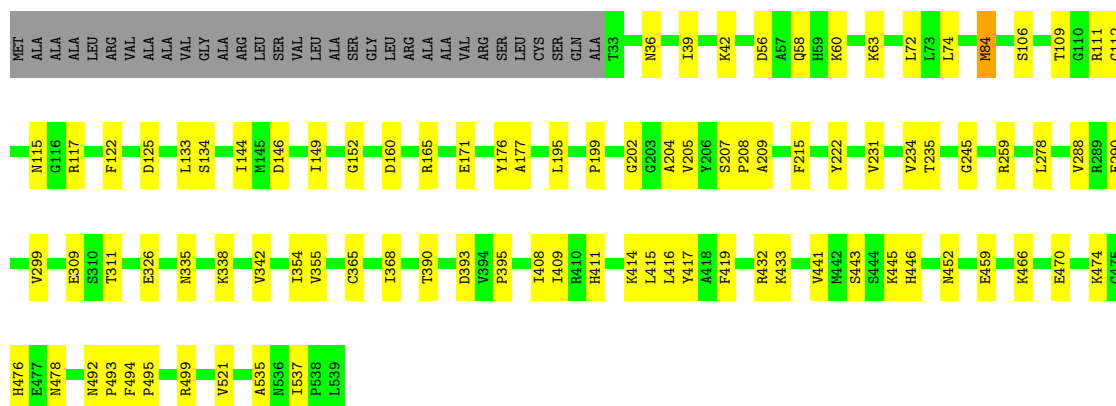 MET ALA ALA ALA LEU ARG VAL ALA ALA VAL GLY ALA ARG LEU SER VAL LEU ALA SER GLY LEU ARG ALA ALA VAL ARG SER LEU CYS SER GLN ALA T33 N36 I39 K42 D56 A57 Q58 H59 K60 K63 L72 L73 L74 M84 S106 T109 G110 R111
N115 G116 R117 F122 D125 L133 S134 I144 M145 D146 I149 G152 D160 R165 E171 Y176 A177 L195 P199 G202 G203 A204 V205 Y206 S207 P208 A209 F215 Y222 V231 V234 T235 G245 R259 L278 V288 R289
V299 E309 S310 T311 E326 N335 K338 V342 I354 V355 C365 I368 T390 D393 V394 P395 I408 I409 R410 H411 K414 L415 L416 Y417 A418 F419 R432 K433 V441 M442 S443 S444 K445 H446 N452 E459 K466 E470 K474
H476 E477 N478 N492 P493 F494 P495 R499 V521 A535 N536 I537 P538 L539